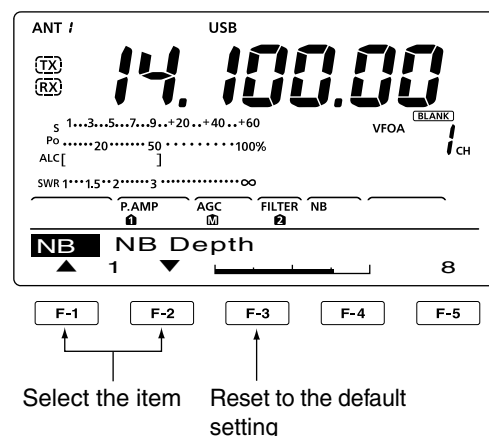 ANT 1 USB
TX
RX
14.100.00
BLANK
VFOA 1 CH
S 1•••3••5•••7••9••+20••+40••+60
Po ••••••20•••••••50•••••••••100%
ALC[ ]
SWR 1•••1.5••2•••••3••••••••••••••∞
P.AMP AGC FILTER NB
1 M 2
NB NB Depth
▲ 1 ▼ 8
F-1 F-2 F-3 F-4 F-5
Select the item Reset to the default
setting